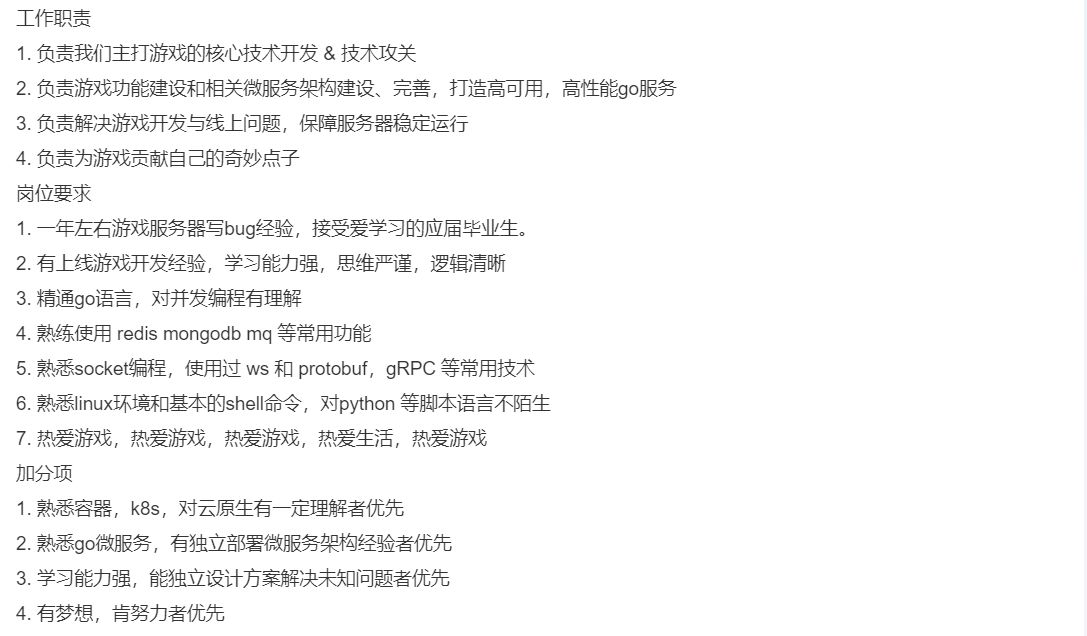 工作职责
1. 负责我们主打游戏的核心技术开发 & 技术攻关
2. 负责游戏功能建设和相关微服务架构建设、完善，打造高可用，高性能go服务
3. 负责解决游戏开发与线上问题，保障服务器稳定运行
4. 负责为游戏贡献自己的奇妙点子
岗位要求
1. 一年左右游戏服务器写bug经验，接受爱学习的应届毕业生。
2. 有上线游戏开发经验，学习能力强，思维严谨，逻辑清晰
3. 精通go语言，对并发编程有理解
4. 熟练使用 redis mongodb mq 等常用功能
5. 熟悉socket编程，使用过 ws 和 protobuf，gRPC 等常用技术
6. 熟悉linux环境和基本的shell命令，对python 等脚本语言不陌生
7. 热爱游戏，热爱游戏，热爱游戏，热爱生活，热爱游戏
加分项
1. 熟悉容器，k8s，对云原生有一定理解者优先
2. 熟悉go微服务，有独立部署微服务架构经验者优先
3. 学习能力强，能独立设计方案解决未知问题者优先
4. 有梦想，肯努力者优先